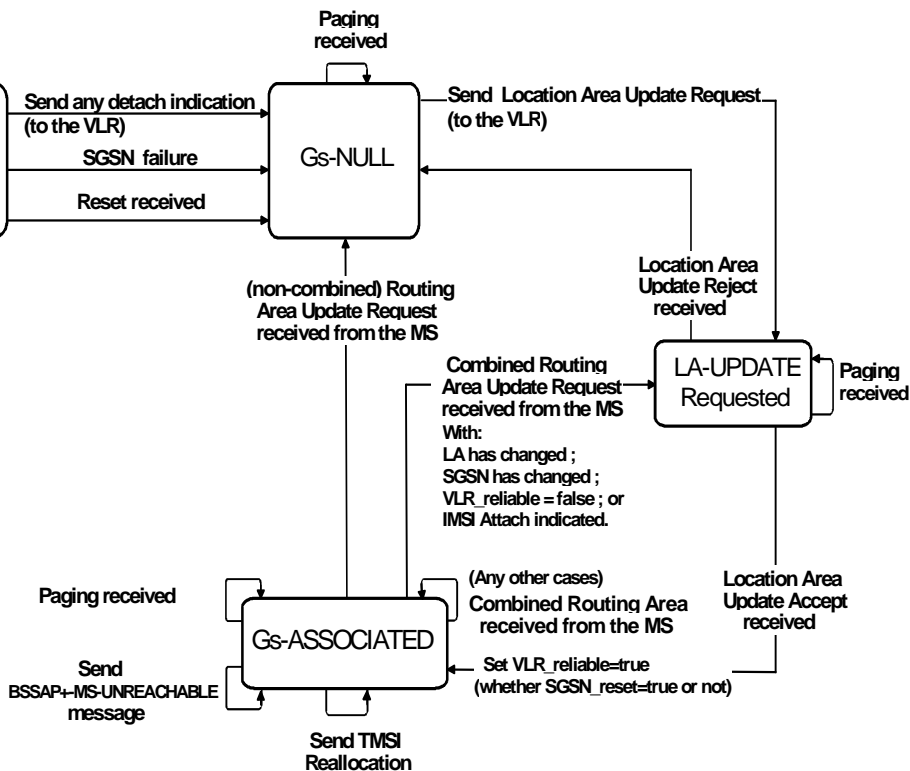 Paging
received
Send any detach indication
(to the VLR)
SGSN failure
Reset received
Gs-NULL
Send Location Area Update Request
(to the VLR)
Location Area
Update Reject
received
(non-combined) Routing
Area Update Request
received from the MS
Combined Routing
Area Update Request
received from the MS
With:
LA has changed ;
SGSN has changed ;
VLR_reliable = false ; or
IMSI Attach indicated.
LA-UPDATE
Requested
Paging
received
Paging received
Gs-ASSOCIATED
(Any other cases)
Combined Routing Area
received from the MS
Location Area
Update Accept
received
Send
BSSAP+-MS-UNREACHABLE
message
Set VLR_reliable=true
(whether SGSN_reset=true or not)
Send TMSI
Reallocation